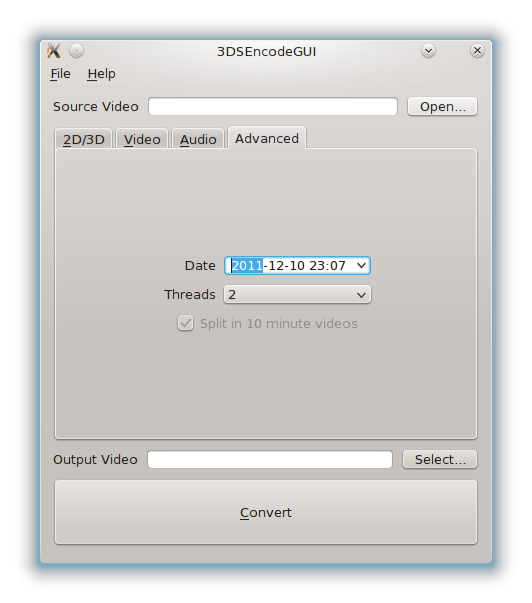 3DSEncodeGUI
File Help
Source Video Open...
2D/3D Video Audio Advanced
Date 2011-12-10 23:07
Threads 2
Split in 10 minute videos
Output Video Select...
Convert